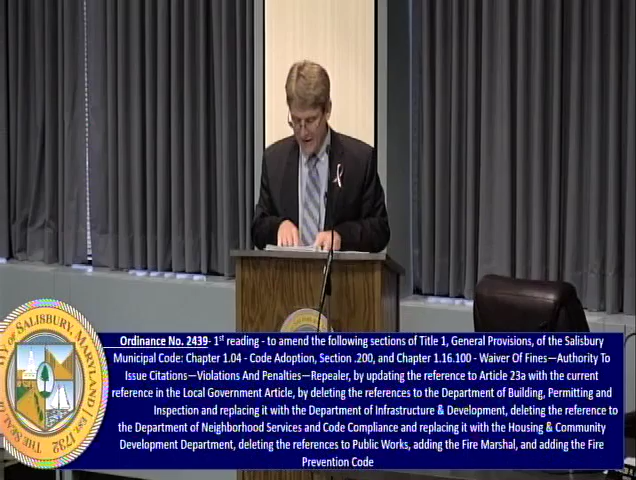 Ordinance No. 2439- 1st reading - to amend the following sections of Title 1, General Provisions, of the Salisbury
Municipal Code: Chapter 1.04 - Code Adoption, Section .200, and Chapter 1.16.100 - Waiver Of Fines—Authority To
Issue Citations—Violations And Penalties—Repealer, by updating the reference to Article 23a with the current
reference in the Local Government Article, by deleting the references to the Department of Building, Permitting and
Inspection and replacing it with the Department of Infrastructure & Development, deleting the reference to
the Department of Neighborhood Services and Code Compliance and replacing it with the Housing & Community
Development Department, deleting the references to Public Works, adding the Fire Marshal, and adding the Fire
Prevention Code
OF SALISBURY, MARYLAND
THE SEAL OF
EST. 1732